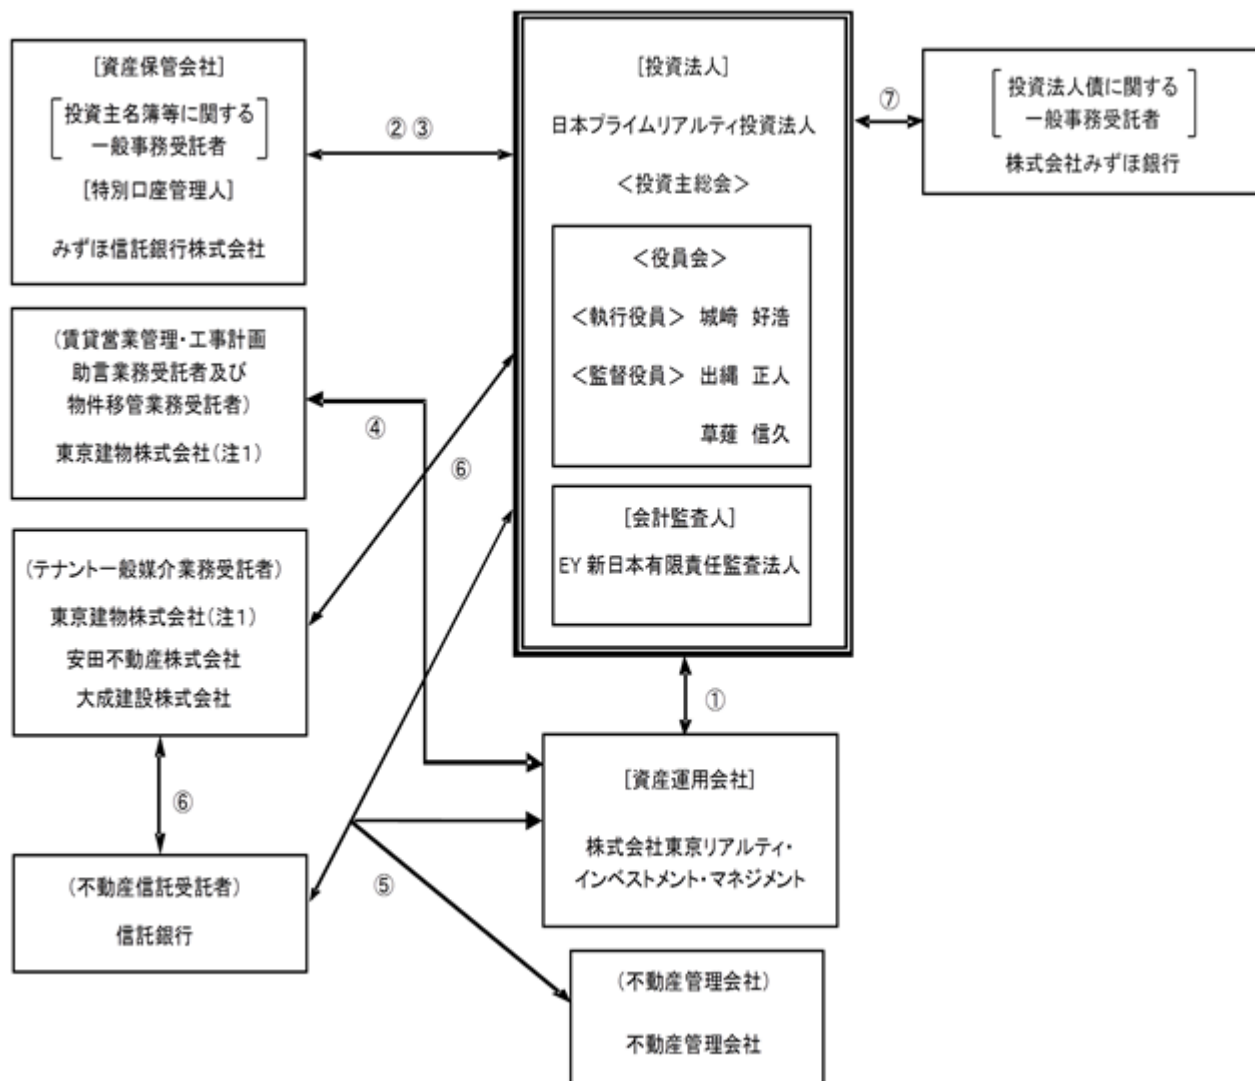 [資産保管会社]
投資主名簿等に関する
一般事務受託者
[特別口座管理人]
みずほ信託銀行株式会社
②③
[投資法人]
日本プライムリアルティ投資法人
＜投資主総会＞
＜役員会＞
＜執行役員＞ 城﨑 好浩
＜監督役員＞ 出縄 正人
草薙 信久
[会計監査人]
EY 新日本有限責任監査法人
⑦
投資法人債に関する
一般事務受託者
株式会社みずほ銀行
(賃貸営業管理・工事計画
助言業務受託者及び
物件移管業務受託者)
東京建物株式会社(注1)
④
⑥
(テナント一般媒介業務受託者)
東京建物株式会社(注1)
安田不動産株式会社
大成建設株式会社
⑥
①
[資産運用会社]
株式会社東京リアルティ・
インベストメント・マネジメント
(不動産信託受託者)
信託銀行
⑤
(不動産管理会社)
不動産管理会社